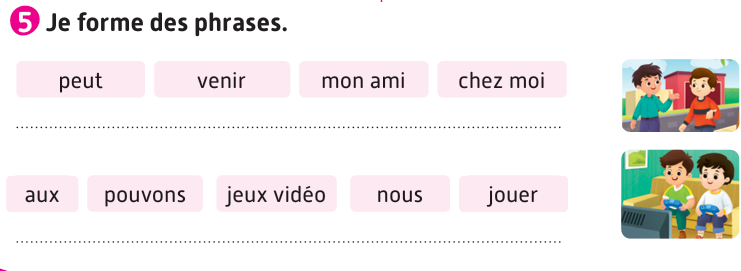 5 Je forme des phrases.
peut venir mon ami chez moi
aux pouvons jeux vidéo nous jouer